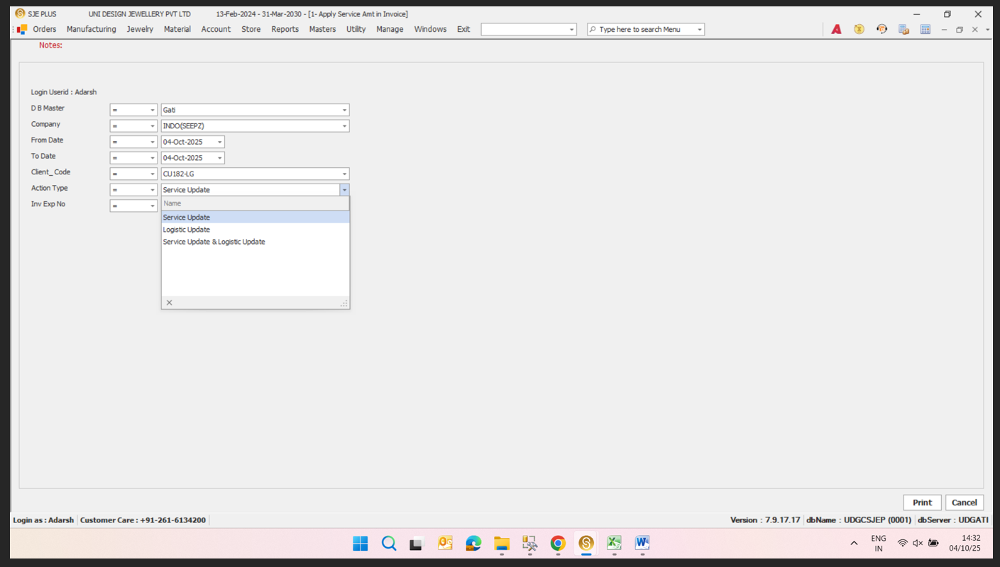 SJE PLUS UNI DESIGN JEWELLERY PVT LTD 13-Feb-2024 - 31-Mar-2030 - [1- Apply Service Amt in Invoice]
Orders Manufacturing Jewelry Material Account Store Reports Masters Utility Manage Windows Exit Type here to search Menu
Notes:
Login Userid : Adarsh
D B Master = Gati
Company = INDO(SEEPZ)
From Date = 04-Oct-2025
To Date = 04-Oct-2025
Client_ Code = CU182-LG
Action Type = Service Update
Inv Exp No =
Name
Service Update
Logistic Update
Service Update & Logistic Update
Print Cancel
Login as : Adarsh Customer Care : +91-261-6134200 Version : 7.9.17.17 dbName : UDGCSJEP (0001) dbServer : UDGATI
ENG 14:32
IN 04/10/25